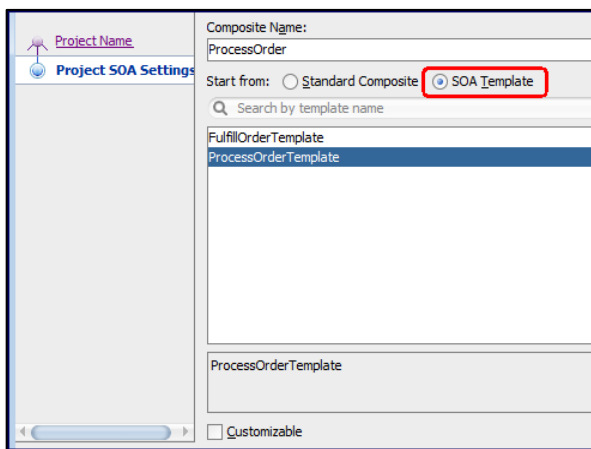 Project Name
Project SOA Settings
Composite Name:
ProcessOrder
Start from: Standard Composite SOA Template
Search by template name
FulfillOrderTemplate
ProcessOrderTemplate
ProcessOrderTemplate
Customizable